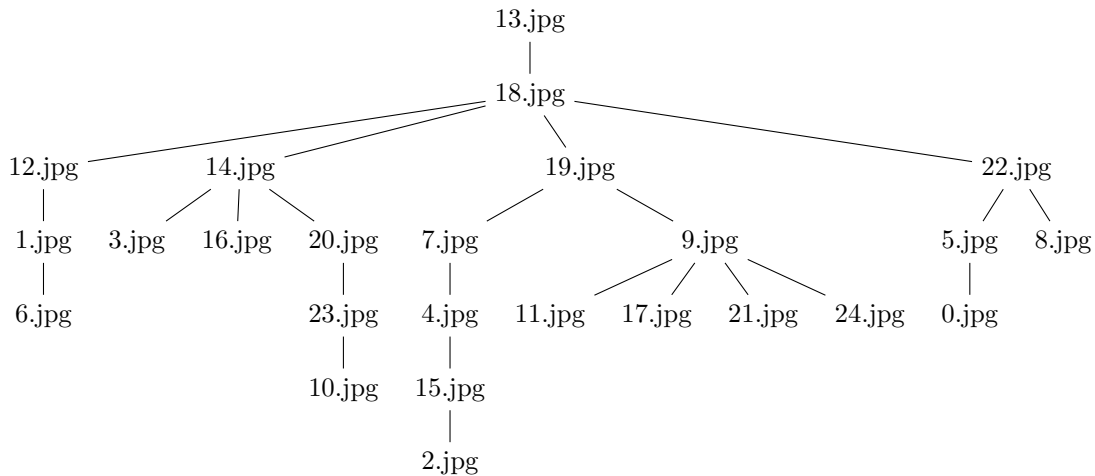 13.jpg
18.jpg
12.jpg 14.jpg 19.jpg 22.jpg
1.jpg 3.jpg 16.jpg 20.jpg 7.jpg 9.jpg 5.jpg 8.jpg
6.jpg 23.jpg 4.jpg 11.jpg 17.jpg 21.jpg 24.jpg 0.jpg
10.jpg 15.jpg
2.jpg